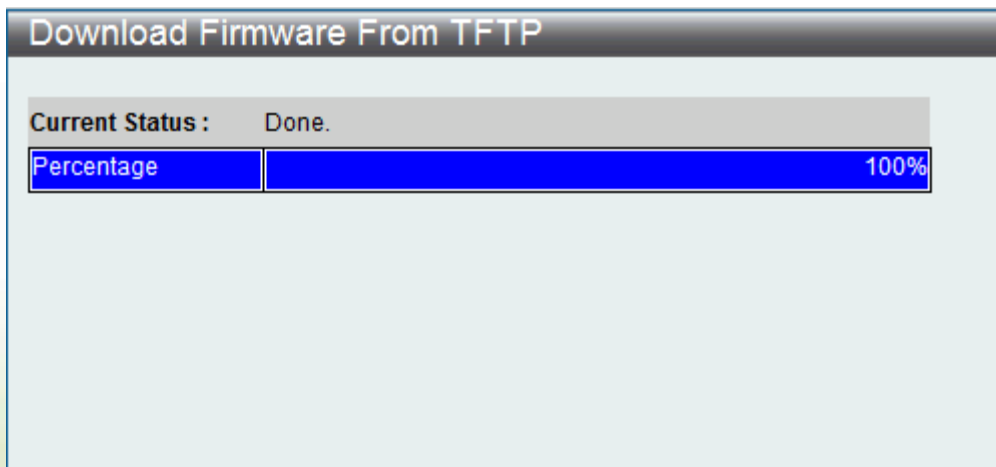 Download Firmware From TFTP
Current Status : Done.
Percentage 100%